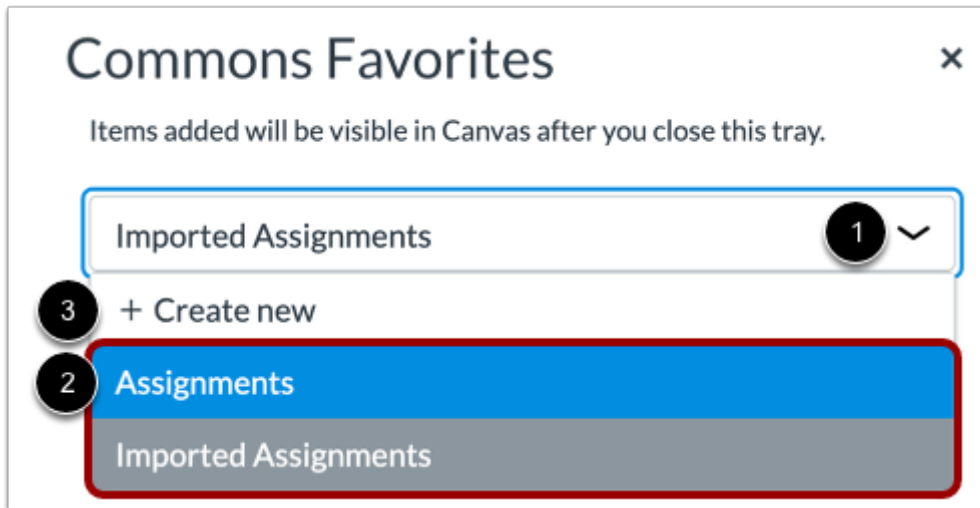 Commons Favorites ×
Items added will be visible in Canvas after you close this tray.
Imported Assignments 1
3 + Create new
2 Assignments
Imported Assignments